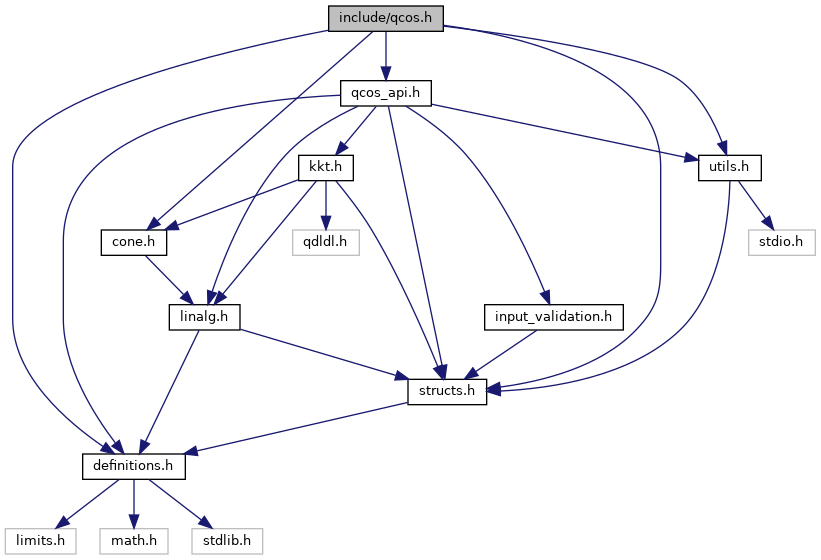 include/qcos.h
qcos_api.h
kkt.h
utils.h
cone.h
qdldl.h
stdio.h
linalg.h
input_validation.h
structs.h
definitions.h
limits.h
math.h
stdlib.h